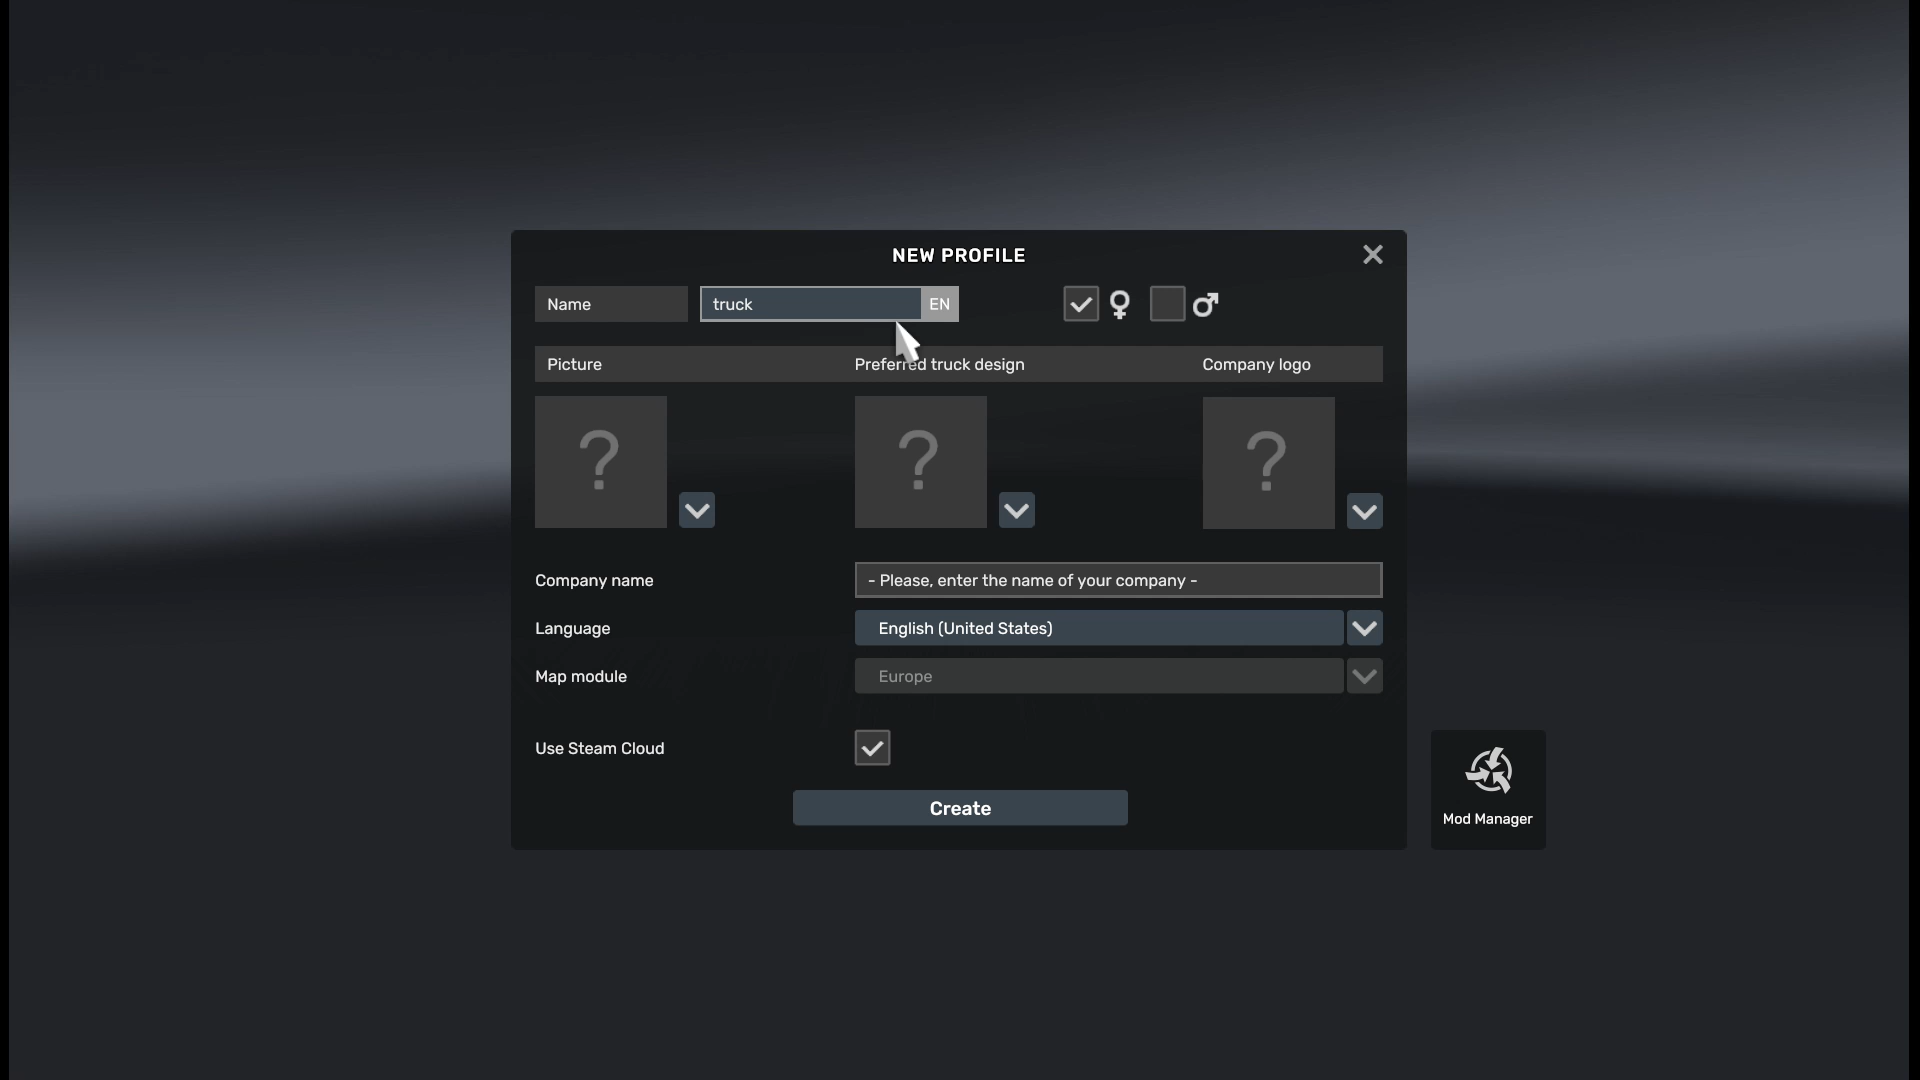 NEW PROFILE
Name
truck
EN
Picture
Preferred truck design
Company logo
?
?
?
Company name
- Please, enter the name of your company -
Language
English (United States)
Map module
Europe
Use Steam Cloud
Create
Mod Manager